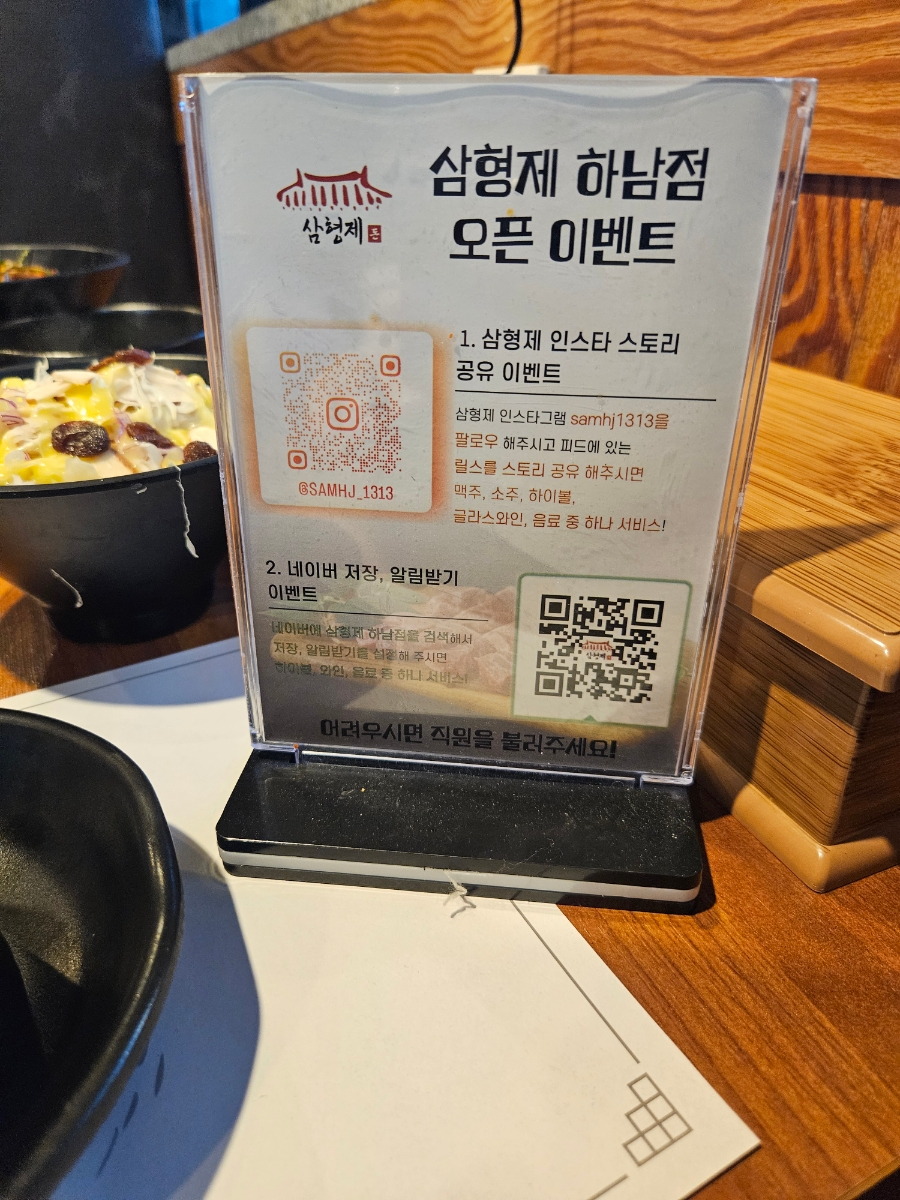 삼형제 돈
삼형제 하남점
오픈 이벤트
1. 삼형제 인스타 스토리
공유 이벤트
삼형제 인스타그램 samhj1313을
팔로우 해주시고 피드에 있는
릴스를 스토리 공유 해주시면
맥주, 소주, 하이볼,
글라스와인, 음료 중 하나 서비스!
@SAMHJ_1313
2. 네이버 저장, 알림받기
이벤트
네이버에 삼형제 하남점을 검색해서
저장, 알림받기를 설정해 주시면
하이볼, 와인, 음료 중 하나 서비스!
삼형제
어려우시면 직원을 불러주세요!